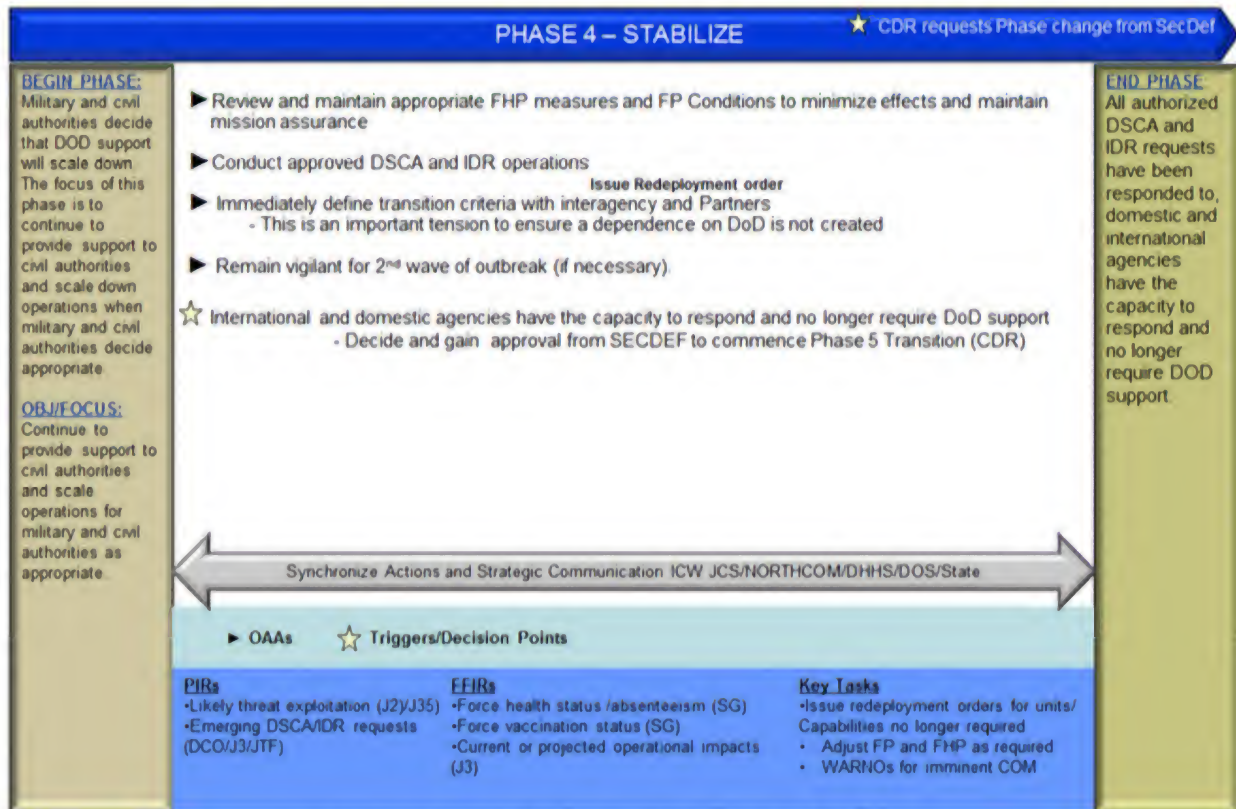 PHASE 4 – STABILIZE
CDR requests Phase change from SecDef
BEGIN PHASE:
Military and civil
authorities decide
that DOD support
will scale down
The focus of this
phase is to
continue to
provide support to
civil authorities
and scale down
operations when
military and civil
authorities decide
appropriate
OBJ/FOCUS:
Continue to
provide support to
civil authorities
and scale
operations for
military and civil
authorities as
appropriate
► Review and maintain appropriate FHP measures and FP Conditions to minimize effects and maintain
mission assurance
► Conduct approved DSCA and IDR operations
Issue Redeployment order
► Immediately define transition criteria with interagency and Partners
- This is an important tension to ensure a dependence on DoD is not created
► Remain vigilant for 2nd wave of outbreak (if necessary)
International and domestic agencies have the capacity to respond and no longer require DoD support
- Decide and gain approval from SECDEF to commence Phase 5 Transition (CDR)
END PHASE
All authorized
DSCA and
IDR requests
have been
responded to,
domestic and
international
agencies
have the
capacity to
respond and
no longer
require DOD
support
Synchronize Actions and Strategic Communication ICW JCS/NORTHCOM/DHHS/DOS/State
► OAAs
Triggers/Decision Points
PIRs
•Likely threat exploitation (J2)/J35)
•Emerging DSCA/IDR requests
(DCO/J3/JTF)
FFIRs
•Force health status /absenteeism (SG)
•Force vaccination status (SG)
•Current or projected operational impacts
(J3)
Key Tasks
•Issue redeployment orders for units/
Capabilities no longer required
• Adjust FP and FHP as required
• WARNOs for imminent COM